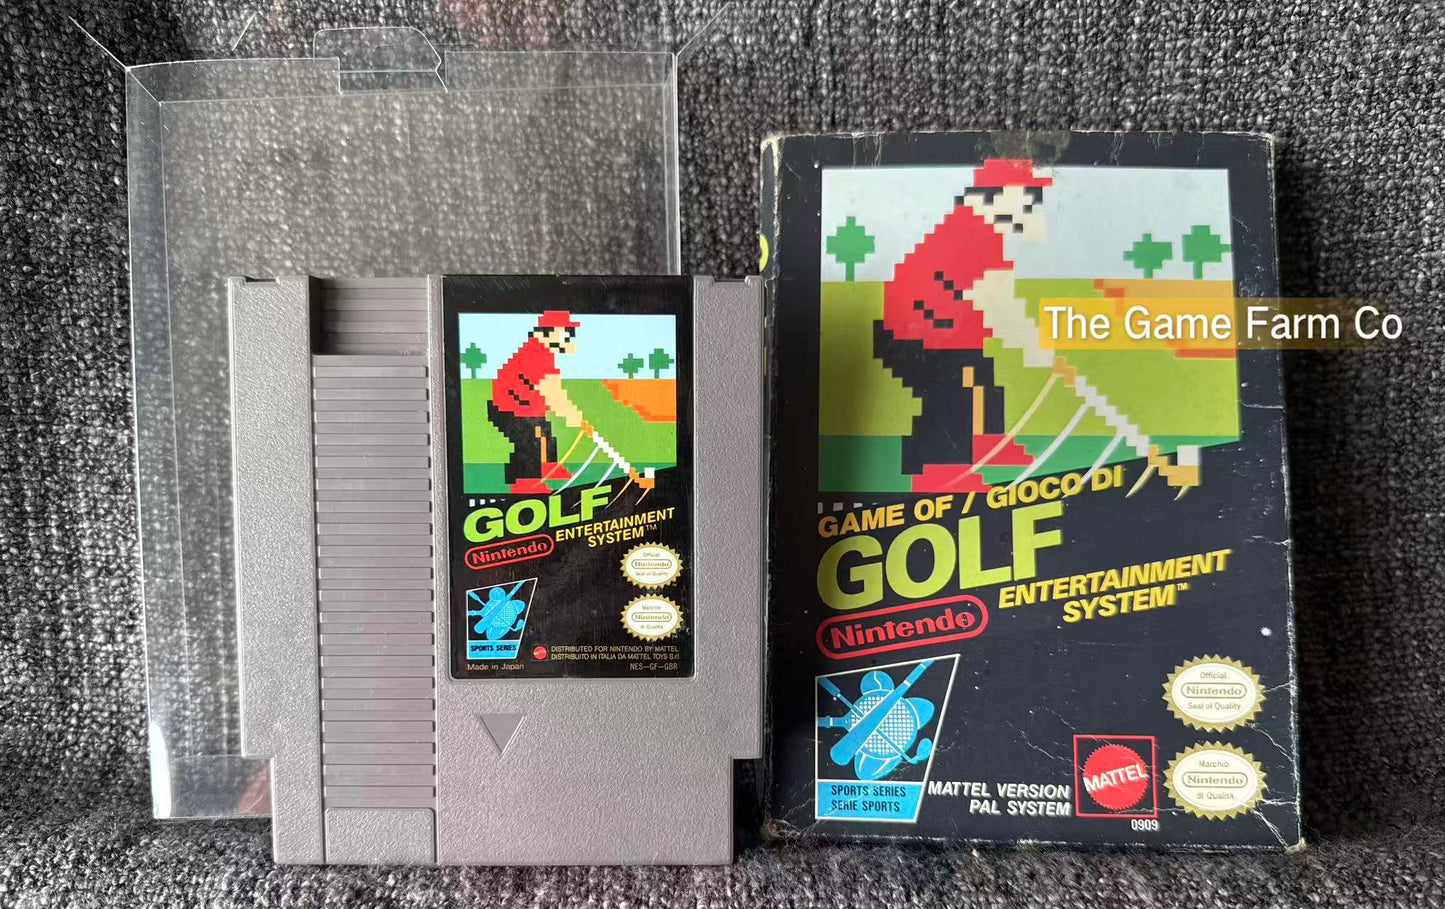 GOLF
Nintendo
ENTERTAINMENT
SYSTEM™
Official
Nintendo
Seal of Quality
Marchio
Nintendo
di Qualità
SPORTS SERIES
Made in Japan
DISTRIBUTED FOR NINTENDO BY MATTEL
DISTRIBUITO IN ITALIA DA MATTEL TOYS S.r.l.
NES-GF-GBR
The Game Farm Co
GAME OF / GIOCO DI
GOLF
Nintendo
ENTERTAINMENT
SYSTEM™
Official
Nintendo
Seal of Quality
Marchio
Nintendo
di QualitA
SPORTS SERIES
SERIE SPORTS
MATTEL VERSION
PAL SYSTEM
MATTEL
0909